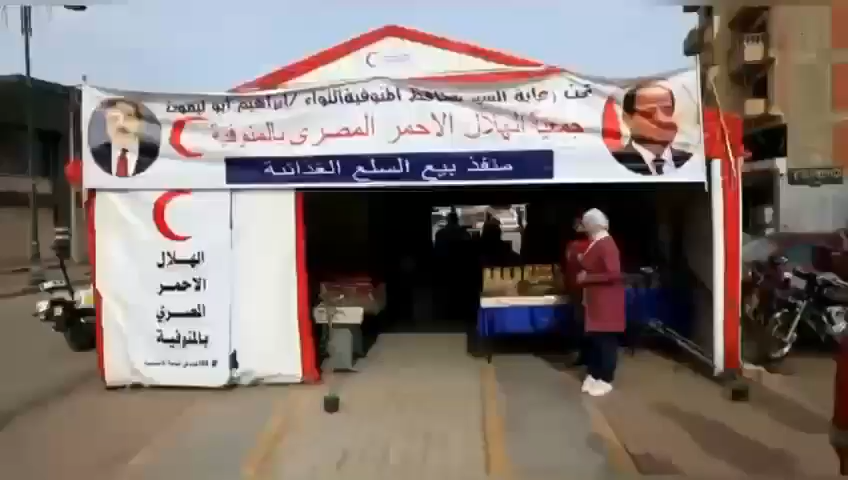 تحت رعاية السيد محافظ المنوفية اللواء / ابراهيم ابو ليمون
جمعية الهلال الاحمر المصرى بالمنوفية
منفذ بيع السلع الغذائية
الهلال
الاحمر
المصري
بالمنوفية